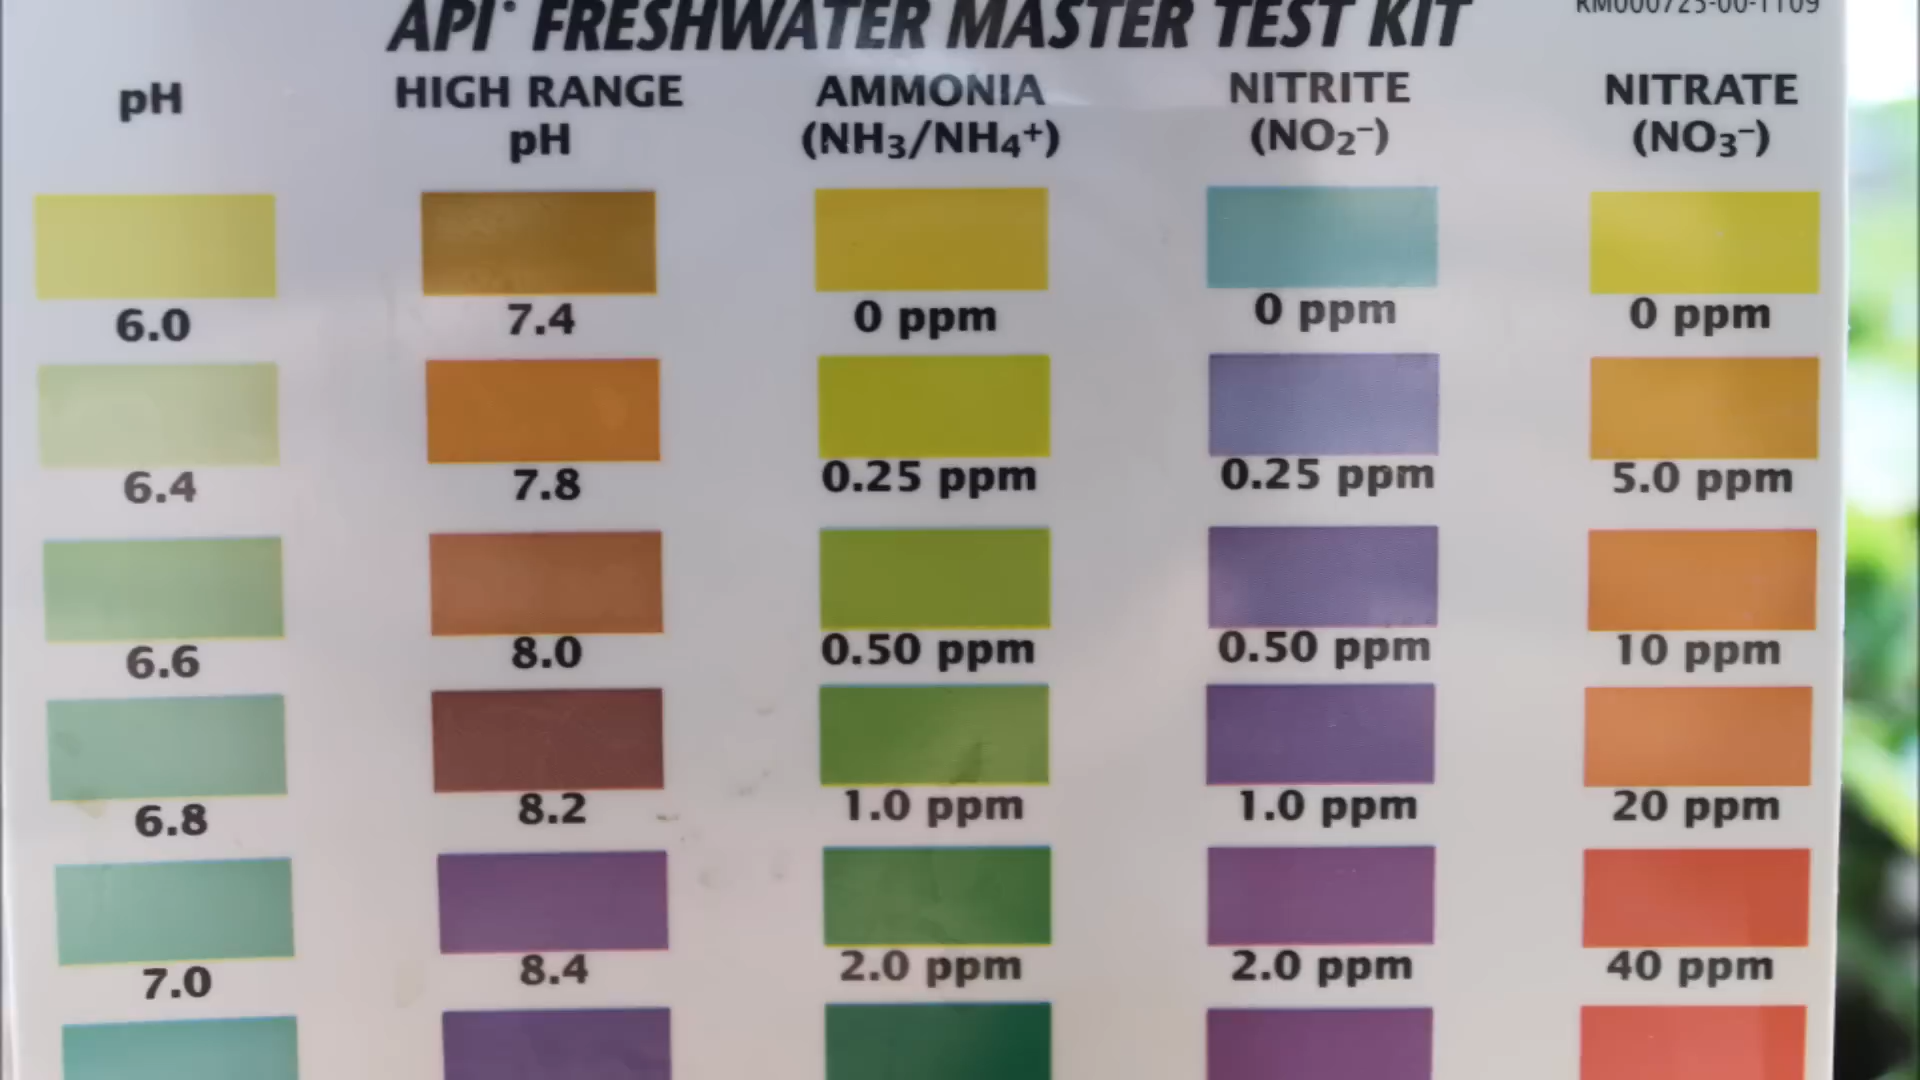 RM000725-00-1109
API® FRESHWATER MASTER TEST KIT
pH HIGH RANGE pH AMMONIA (NH3/NH4+) NITRITE (NO2–) NITRATE (NO3–)
6.0 7.4 0 ppm 0 ppm 0 ppm
6.4 7.8 0.25 ppm 0.25 ppm 5.0 ppm
6.6 8.0 0.50 ppm 0.50 ppm 10 ppm
6.8 8.2 1.0 ppm 1.0 ppm 20 ppm
7.0 8.4 2.0 ppm 2.0 ppm 40 ppm